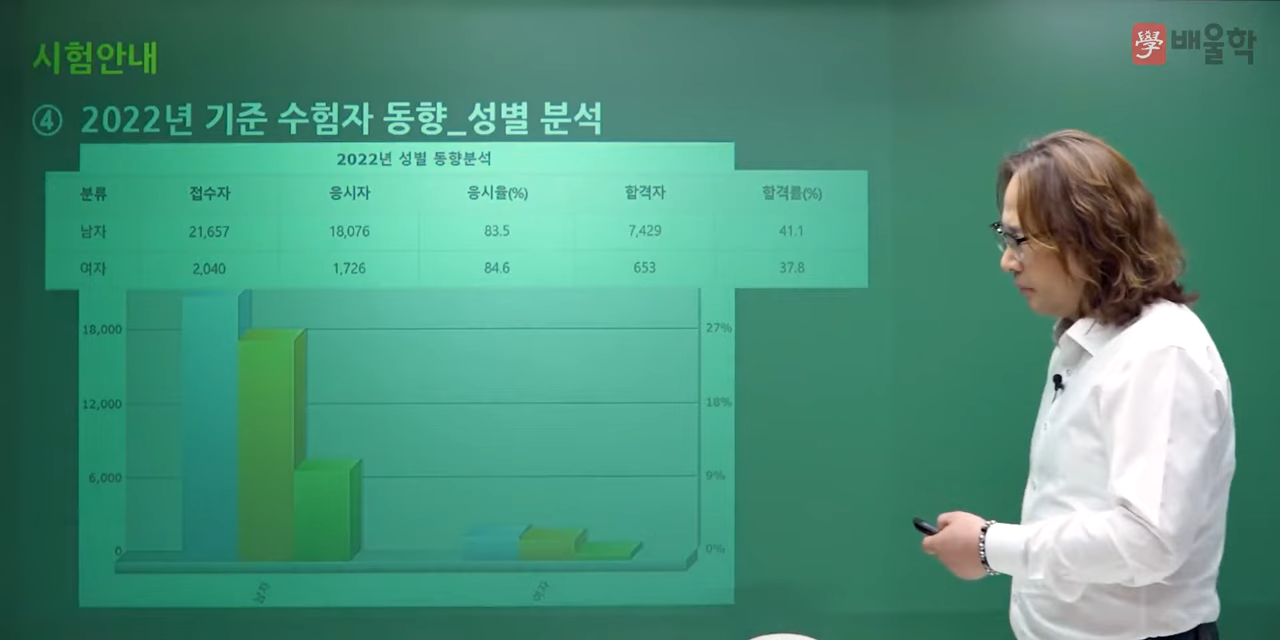 學 배울학
시험안내
④ 2022년 기준 수험자 동향_성별 분석
2022년 성별 동향분석
분류 접수자 응시자 응시율(%) 합격자 합격률(%)
남자 21,657 18,076 83.5 7,429 41.1
여자 2,040 1,726 84.6 653 37.8
18,000 27%
12,000 18%
6,000 9%
0 0%
남자 여자